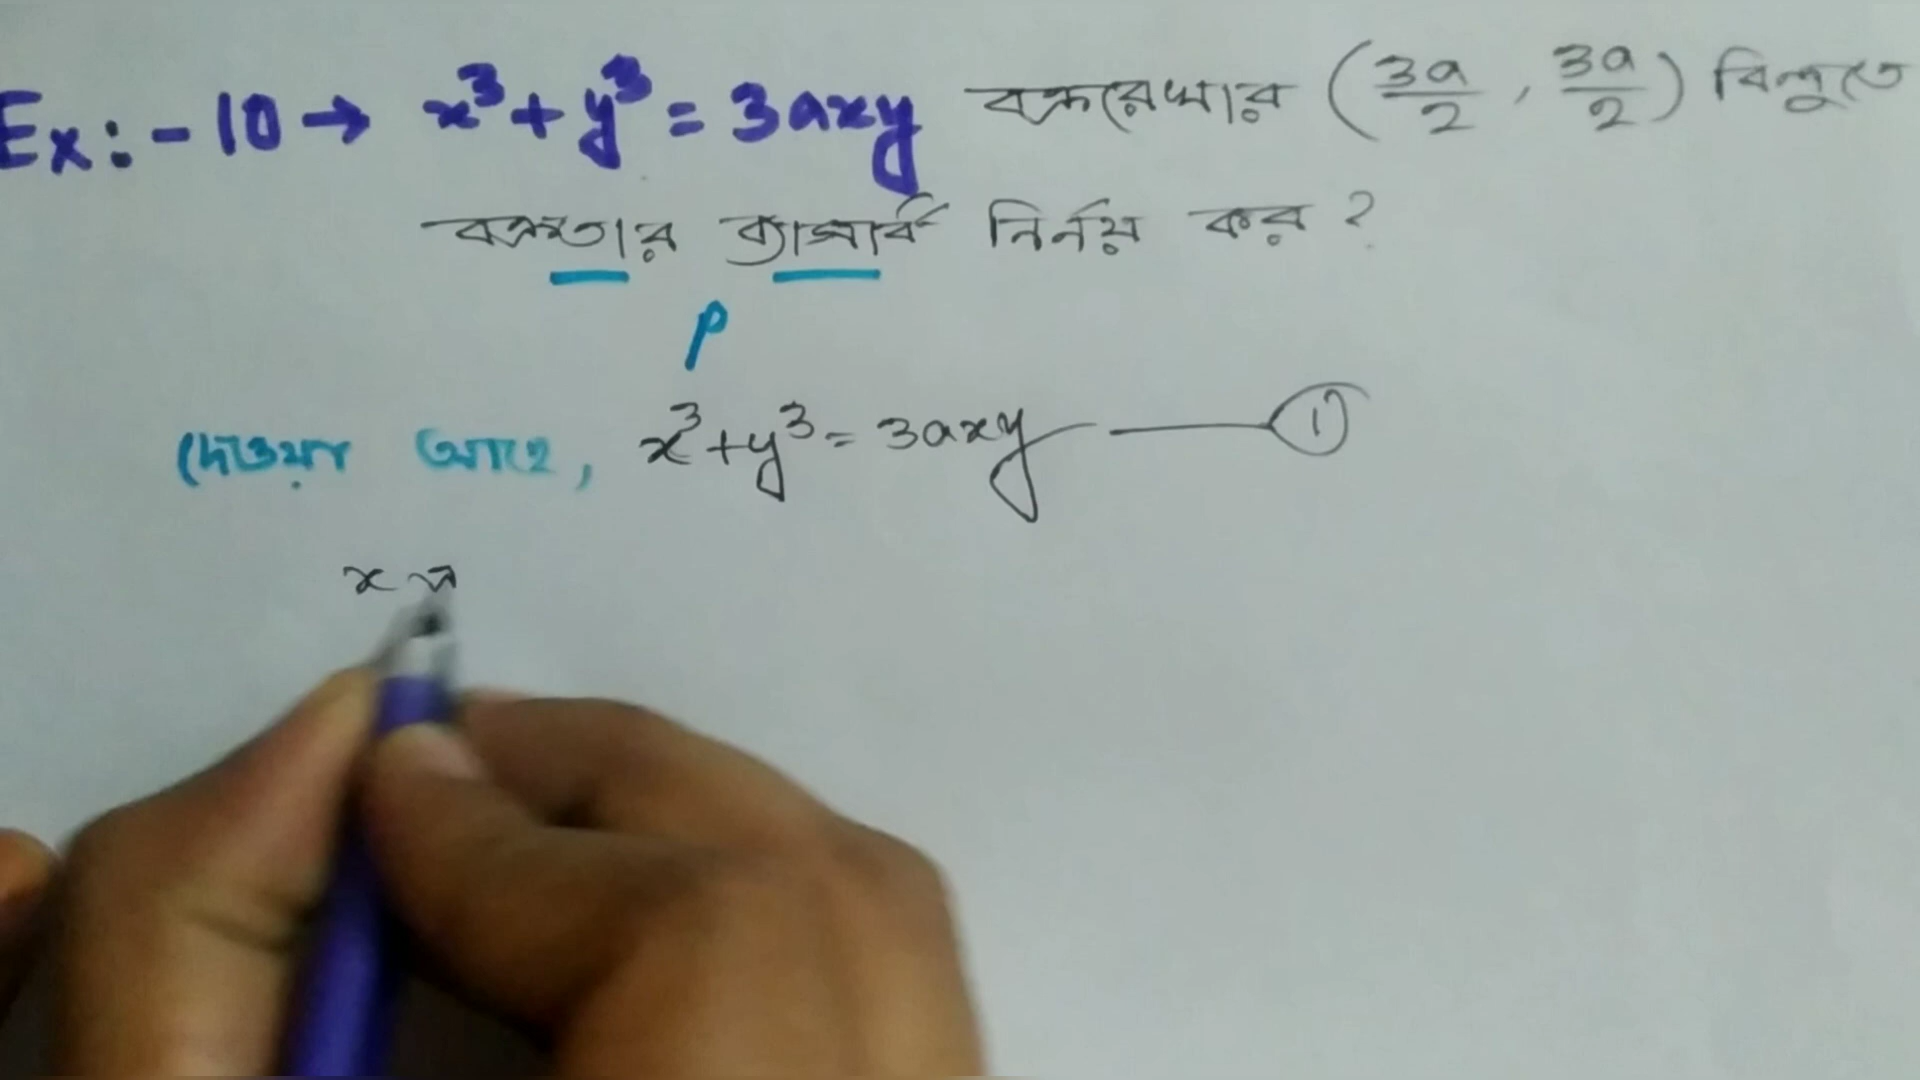 Ex:-10→ x³+y³=3axy বক্ররেখার (3a/2, 3a/2) বিন্দুতে
বক্রতার ব্যাসার্ধ নির্নয় কর?
ρ
দেওয়া আছে, x³+y³=3axy — ①
x স